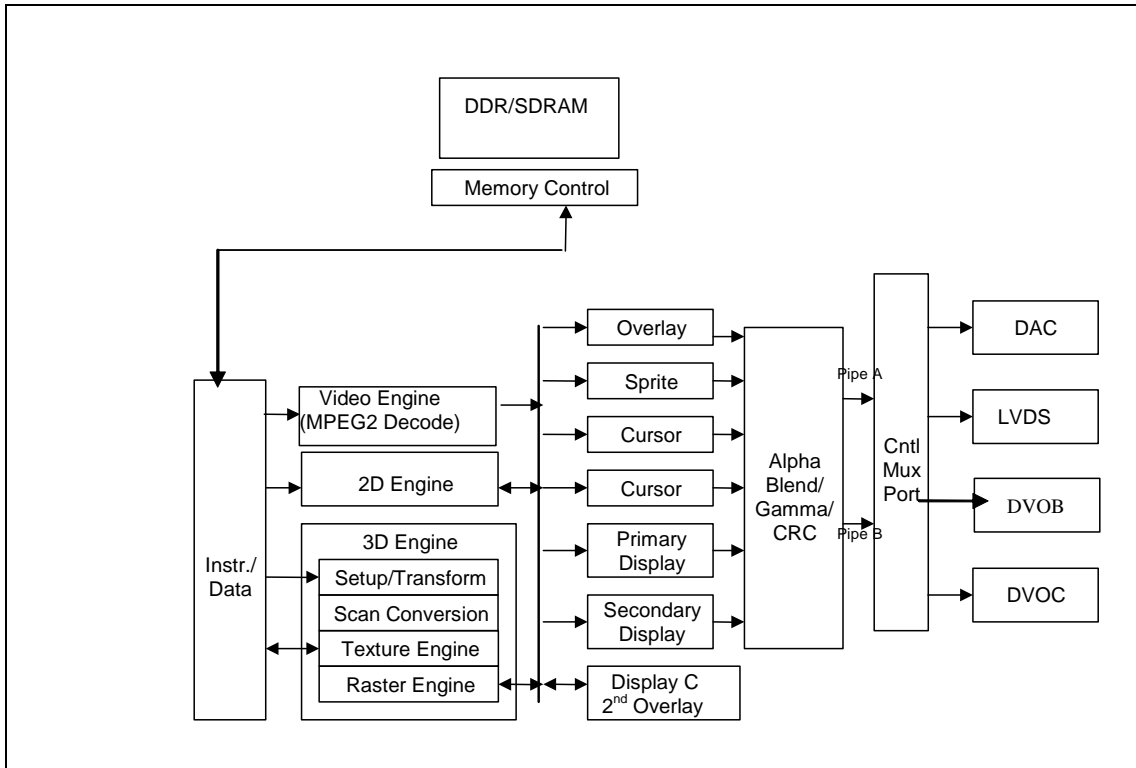 DDR/SDRAM
Memory Control
Instr./
Data
Video Engine
(MPEG2 Decode)
2D Engine
3D Engine
Setup/Transform
Scan Conversion
Texture Engine
Raster Engine
Overlay
Sprite
Cursor
Cursor
Primary
Display
Secondary
Display
Display C
2nd Overlay
Alpha
Blend/
Gamma/
CRC
Pipe A
Pipe B
Cntl
Mux
Port
DAC
LVDS
DVOB
DVOC